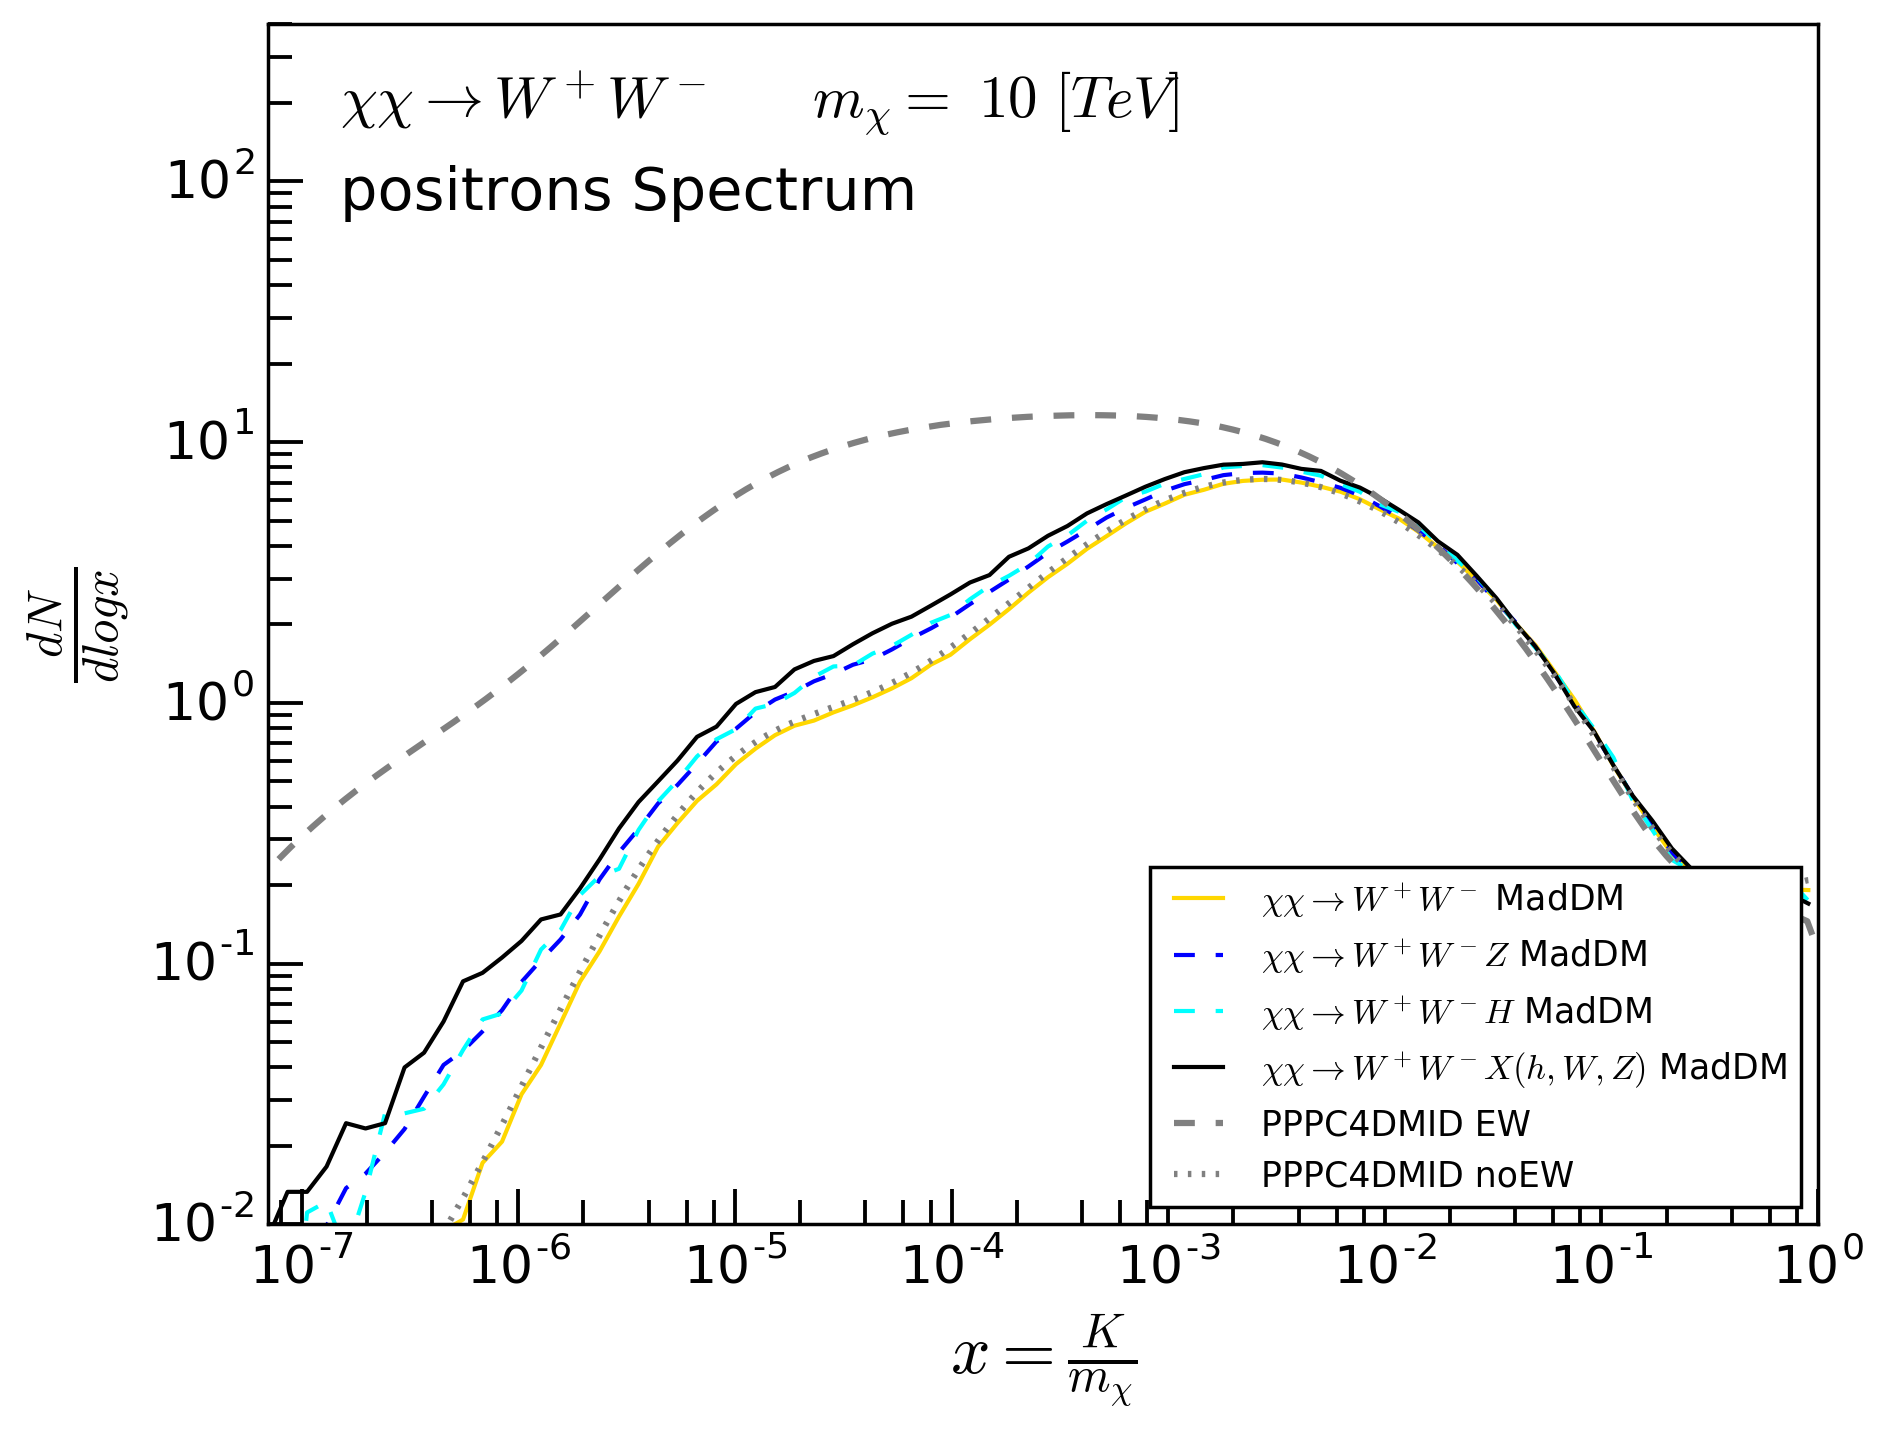 χχ → W⁺W⁻ m_χ = 10 [TeV]
positrons Spectrum
dN/dlogx
10²
10¹
10⁰
10⁻¹
10⁻²
10⁻⁷ 10⁻⁶ 10⁻⁵ 10⁻⁴ 10⁻³ 10⁻² 10⁻¹ 10⁰
x = K/m_χ
χχ → W⁺W⁻ MadDM
χχ → W⁺W⁻Z MadDM
χχ → W⁺W⁻H MadDM
χχ → W⁺W⁻X(h, W, Z) MadDM
PPPC4DMID EW
PPPC4DMID noEW